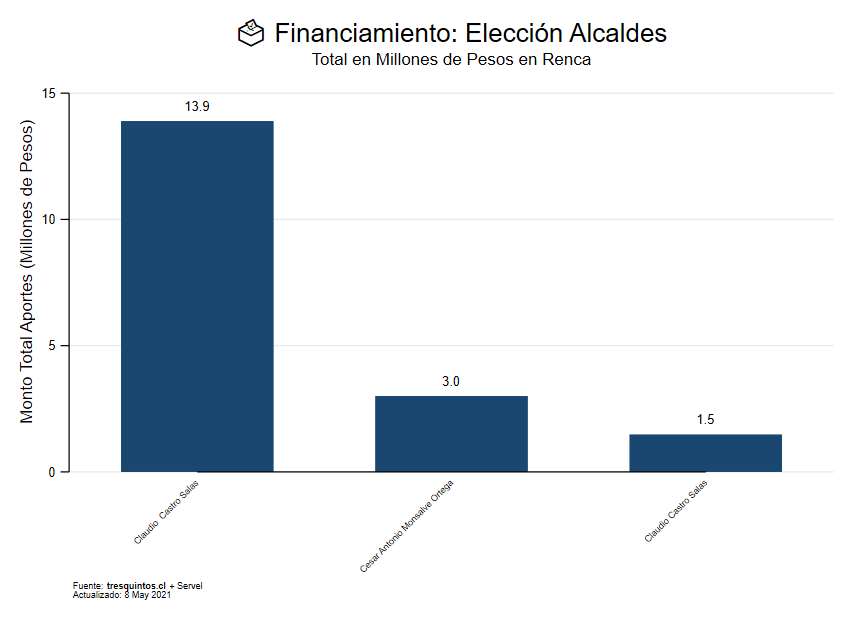 Financiamiento: Elección Alcaldes
Total en Millones de Pesos en Renca
Monto Total Aportes (Millones de Pesos)
15
10
5
0
13.9
3.0
1.5
Claudio  Castro Salas
Cesar Antonio Monsalve Ortega
Claudio Castro Salas
Fuente: tresquintos.cl + Servel
Actualizado: 8 May 2021